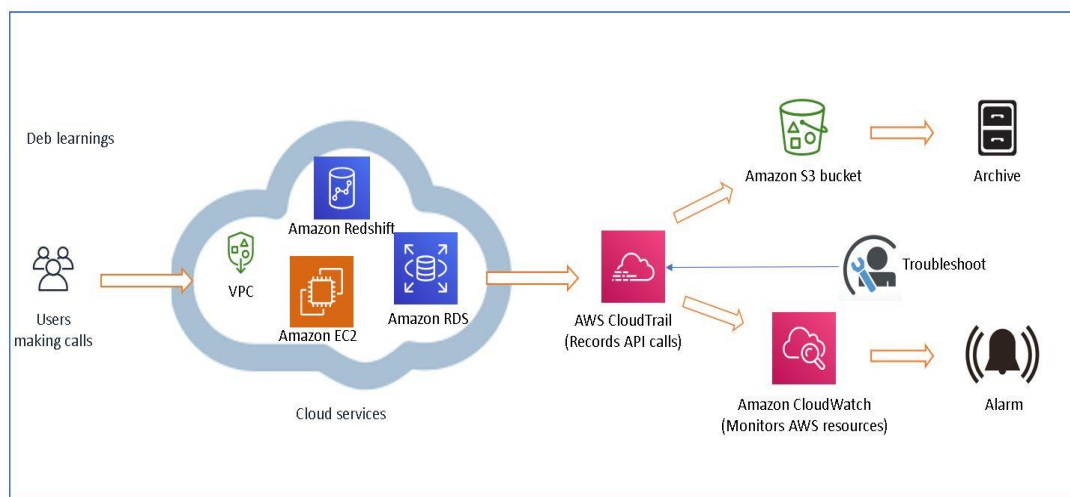 Deb learnings
Users
making calls
Amazon Redshift
VPC
Amazon EC2
Amazon RDS
Cloud services
AWS CloudTrail
(Records API calls)
Amazon S3 bucket
Archive
Troubleshoot
Amazon CloudWatch
(Monitors AWS resources)
Alarm